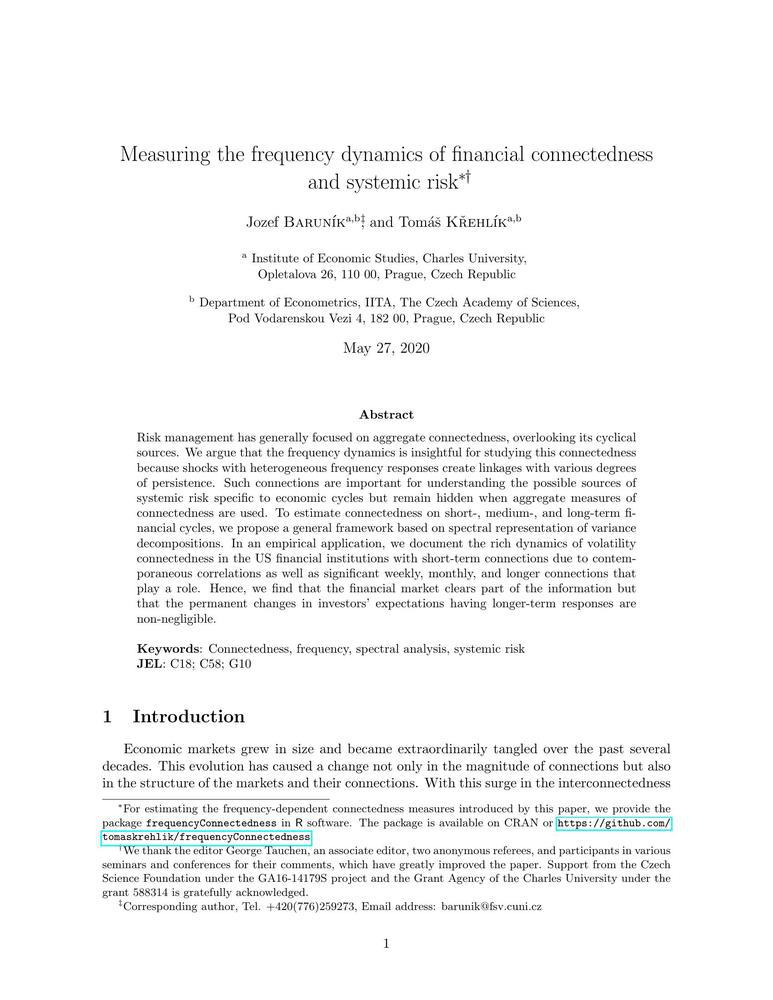 Measuring the frequency dynamics of financial connectedness
and systemic risk*†
Jozef Baruníkᵃ,ᵇ‡, and Tomáš Křehlíkᵃ,ᵇ
ᵃ Institute of Economic Studies, Charles University,
Opletalova 26, 110 00, Prague, Czech Republic
ᵇ Department of Econometrics, IITA, The Czech Academy of Sciences,
Pod Vodarenskou Vezi 4, 182 00, Prague, Czech Republic
May 27, 2020
Abstract
Risk management has generally focused on aggregate connectedness, overlooking its cyclical
sources. We argue that the frequency dynamics is insightful for studying this connectedness
because shocks with heterogeneous frequency responses create linkages with various degrees
of persistence. Such connections are important for understanding the possible sources of
systemic risk specific to economic cycles but remain hidden when aggregate measures of
connectedness are used. To estimate connectedness on short-, medium-, and long-term fi-
nancial cycles, we propose a general framework based on spectral representation of variance
decompositions. In an empirical application, we document the rich dynamics of volatility
connectedness in the US financial institutions with short-term connections due to contem-
poraneous correlations as well as significant weekly, monthly, and longer connections that
play a role. Hence, we find that the financial market clears part of the information but
that the permanent changes in investors' expectations having longer-term responses are
non-negligible.
Keywords: Connectedness, frequency, spectral analysis, systemic risk
JEL: C18; C58; G10
1 Introduction
Economic markets grew in size and became extraordinarily tangled over the past several
decades. This evolution has caused a change not only in the magnitude of connections but also
in the structure of the markets and their connections. With this surge in the interconnectedness
*For estimating the frequency-dependent connectedness measures introduced by this paper, we provide the
package frequencyConnectedness in R software. The package is available on CRAN or https://github.com/
tomaskrehlik/frequencyConnectedness
†We thank the editor George Tauchen, an associate editor, two anonymous referees, and participants in various
seminars and conferences for their comments, which have greatly improved the paper. Support from the Czech
Science Foundation under the GA16-14179S project and the Grant Agency of the Charles University under the
grant 588314 is gratefully acknowledged.
‡Corresponding author, Tel. +420(776)259273, Email address: barunik@fsv.cuni.cz
1